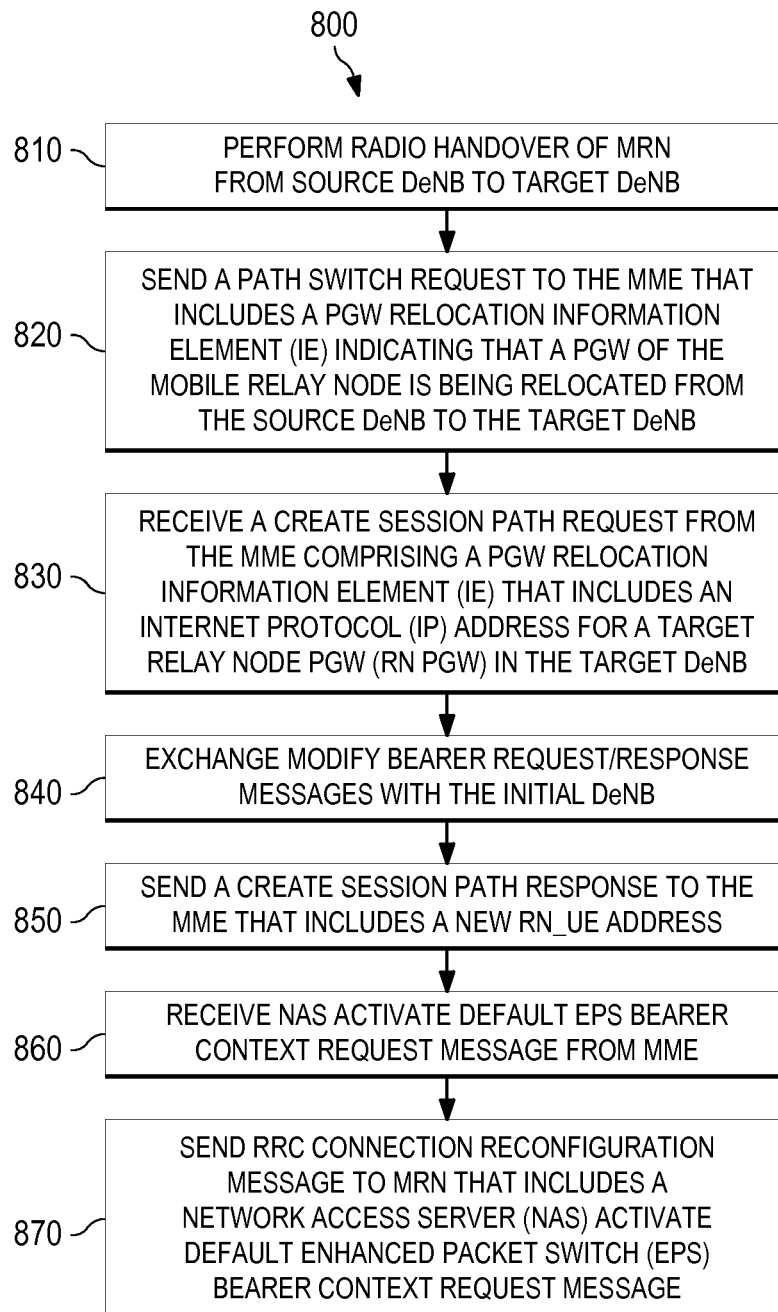 800
810
PERFORM RADIO HANDOVER OF MRN
FROM SOURCE DeNB TO TARGET DeNB
820
SEND A PATH SWITCH REQUEST TO THE MME THAT
INCLUDES A PGW RELOCATION INFORMATION
ELEMENT (IE) INDICATING THAT A PGW OF THE
MOBILE RELAY NODE IS BEING RELOCATED FROM
THE SOURCE DeNB TO THE TARGET DeNB
830
RECEIVE A CREATE SESSION PATH REQUEST FROM
THE MME COMPRISING A PGW RELOCATION
INFORMATION ELEMENT (IE) THAT INCLUDES AN
INTERNET PROTOCOL (IP) ADDRESS FOR A TARGET
RELAY NODE PGW (RN PGW) IN THE TARGET DeNB
840
EXCHANGE MODIFY BEARER REQUEST/RESPONSE
MESSAGES WITH THE INITIAL DeNB
850
SEND A CREATE SESSION PATH RESPONSE TO THE
MME THAT INCLUDES A NEW RN_UE ADDRESS
860
RECEIVE NAS ACTIVATE DEFAULT EPS BEARER
CONTEXT REQUEST MESSAGE FROM MME
870
SEND RRC CONNECTION RECONFIGURATION
MESSAGE TO MRN THAT INCLUDES A
NETWORK ACCESS SERVER (NAS) ACTIVATE
DEFAULT ENHANCED PACKET SWITCH (EPS)
BEARER CONTEXT REQUEST MESSAGE